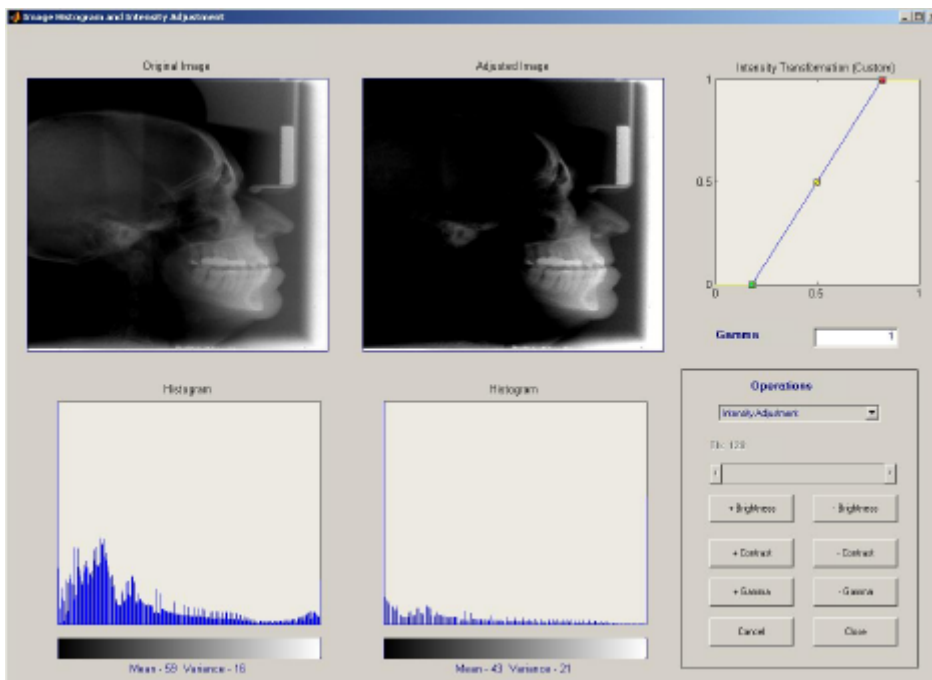 Image Histogram and Intensity Adjustment
Original Image
Adjusted Image
Intensity Transformation (Custom)
1
0.5
0
0
0.5
1
Gamma
1
Histogram
Histogram
Operations
Intensity Adjustment
128
+ Brightness
- Brightness
+ Contrast
- Contrast
+ Gamma
- Gamma
Cancel
Close
Mean - 59 Variance - 16
Mean - 43 Variance - 21